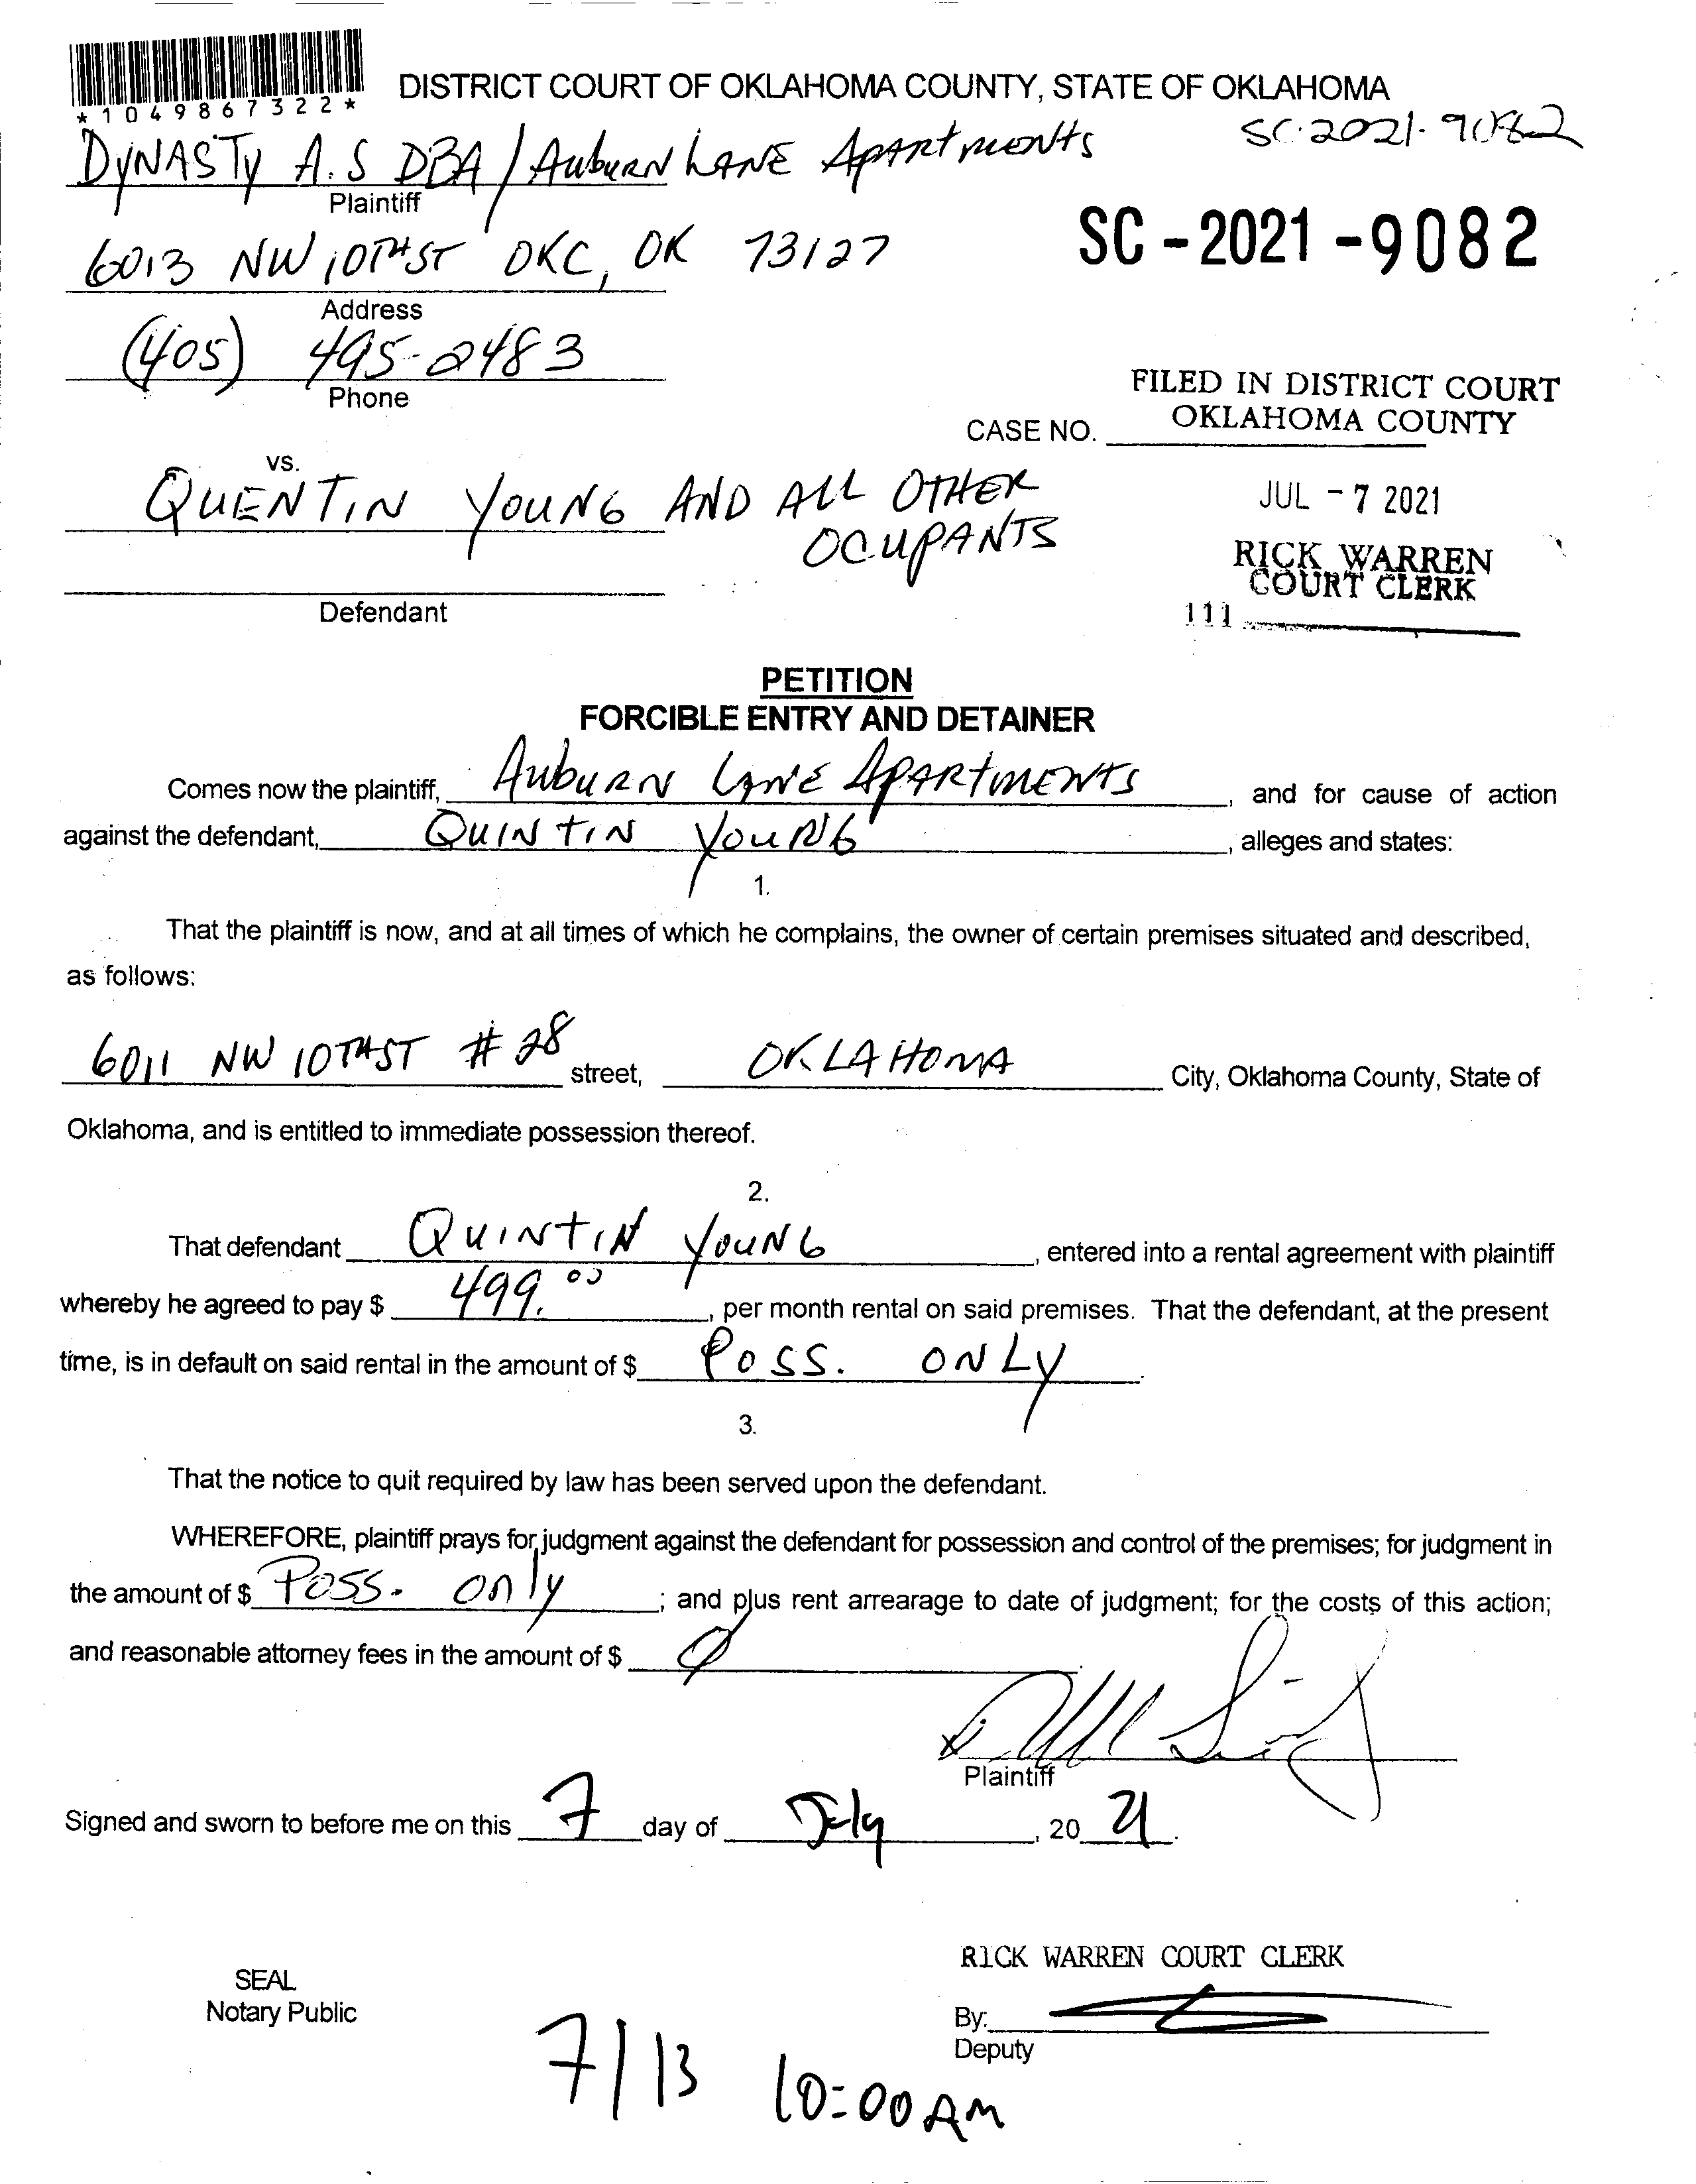 *1049867322*
DISTRICT COURT OF OKLAHOMA COUNTY, STATE OF OKLAHOMA
SC-2021-9082
DYNASTY A.S DBA/AUBURN LANE APARTMENTS
Plaintiff
SC-2021-9082
6013 NW 10TH ST OKC, OK 73127
Address
(405) 495-2483
Phone
FILED IN DISTRICT COURT
OKLAHOMA COUNTY
CASE NO.
vs.
QUENTIN YOUNG AND ALL OTHER
OCUPANTS
JUL -7 2021
RICK WARREN
COURT CLERK
111
Defendant
PETITION
FORCIBLE ENTRY AND DETAINER
Comes now the plaintiff, AUBURN LANE APARTMENTS, and for cause of action
against the defendant, QUINTIN YOUNG, alleges and states:
1.
That the plaintiff is now, and at all times of which he complains, the owner of certain premises situated and described,
as follows:
6011 NW 10TH ST # 28 street, OKLAHOMA City, Oklahoma County, State of
Oklahoma, and is entitled to immediate possession thereof.
2.
That defendant QUINTIN YOUNG, entered into a rental agreement with plaintiff
whereby he agreed to pay $ 499.00, per month rental on said premises. That the defendant, at the present
time, is in default on said rental in the amount of $ POSS. ONLY.
3.
That the notice to quit required by law has been served upon the defendant.
WHEREFORE, plaintiff prays for judgment against the defendant for possession and control of the premises; for judgment in
the amount of $ Poss. only; and plus rent arrearage to date of judgment; for the costs of this action;
and reasonable attorney fees in the amount of $ Ø.
Plaintiff
Signed and sworn to before me on this 7 day of July, 20 21.
RICK WARREN COURT CLERK
SEAL
Notary Public
By:
Deputy
7/13 10:00 AM